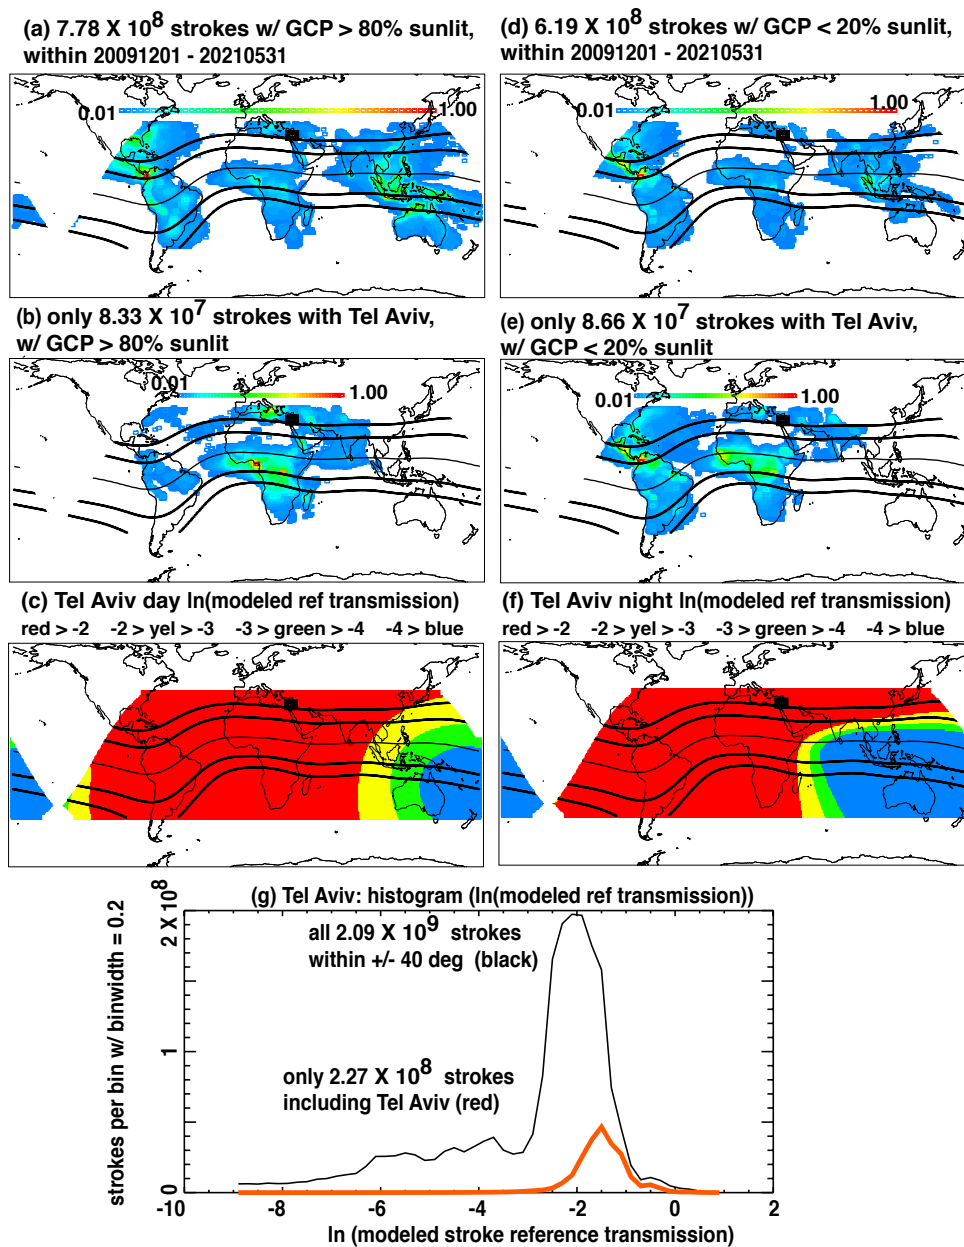 (a) 7.78 X 10^8 strokes w/ GCP > 80% sunlit,
within 20091201 - 20210531
0.01 1.00
(d) 6.19 X 10^8 strokes w/ GCP < 20% sunlit,
within 20091201 - 20210531
0.01 1.00
(b) only 8.33 X 10^7 strokes with Tel Aviv,
w/ GCP > 80% sunlit
0.01 1.00
(e) only 8.66 X 10^7 strokes with Tel Aviv,
w/ GCP < 20% sunlit
0.01 1.00
(c) Tel Aviv day ln(modeled ref transmission)
red > -2 -2 > yel > -3 -3 > green > -4 -4 > blue
(f) Tel Aviv night ln(modeled ref transmission)
red > -2 -2 > yel > -3 -3 > green > -4 -4 > blue
(g) Tel Aviv: histogram (ln(modeled ref transmission))
all 2.09 X 10^9 strokes
within +/- 40 deg (black)
only 2.27 X 10^8 strokes
including Tel Aviv (red)
strokes per bin w/ binwidth = 0.2
2 X 10^8
1
0
-10 -8 -6 -4 -2 0 2
ln (modeled stroke reference transmission)